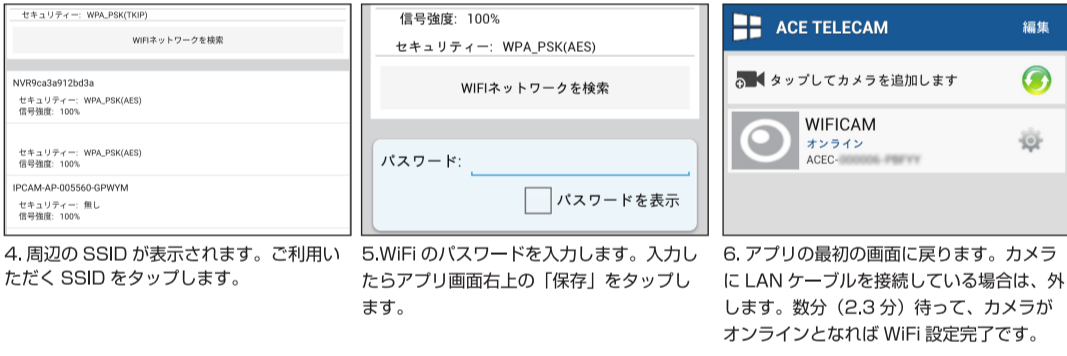 セキュリティー: WPA_PSK(TKIP)
WIFIネットワークを検索
NVR9ca3a912bd3a
セキュリティー: WPA_PSK(AES)
信号強度: 100%
セキュリティー: WPA_PSK(AES)
信号強度: 100%
IPCAM-AP-005560-GPWYM
セキュリティー: 無し
信号強度: 100%
4. 周辺の SSID が表示されます。ご利用い
ただく SSID をタップします。
信号強度: 100%
セキュリティー: WPA_PSK(AES)
WIFIネットワークを検索
パスワード:
パスワードを表示
5.WiFi のパスワードを入力します。入力し
たらアプリ画面右上の「保存」をタップし
ます。
ACE TELECAM
編集
タップしてカメラを追加します
WIFICAM
オンライン
ACEC-
6. アプリの最初の画面に戻ります。カメラ
に LAN ケーブルを接続している場合は、外
します。数分（2.3 分）待って、カメラが
オンラインとなれば WiFi 設定完了です。